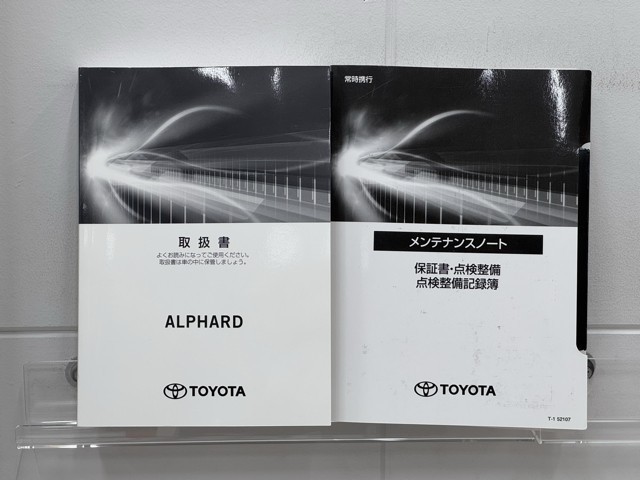 取扱書
よくお読みになってご使用ください。
取扱書は車の中に保管しましょう。
ALPHARD
TOYOTA
常時携行
メンテナンスノート
保証書・点検整備
点検整備記録簿
TOYOTA
T-1 52107